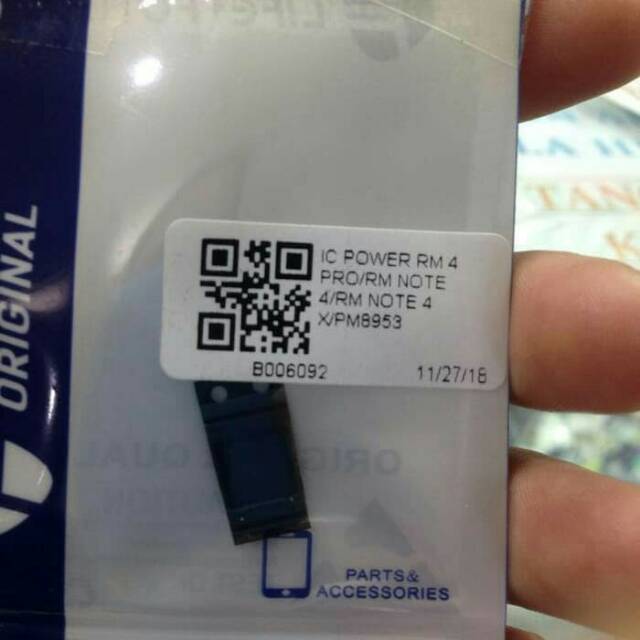 ORIGINAL
IC POWER RM 4
PRO/RM NOTE
4/RM NOTE 4
X/PM8953
B006092
11/27/18
PARTS&
ACCESSORIES